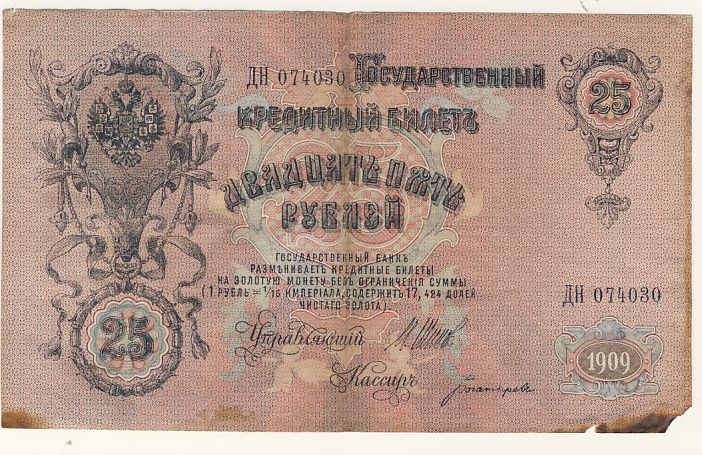 ДН 074030 Государственный
25
Кредитный Билетъ
Двадцать пять
рублей
Государственный Банкъ
размѣниваетъ кредитные билеты
на золотую монету безъ ограниченія суммы
(1 рубль = 1/15 имперіала, содержитъ 17,424 долей
чистаго золота).
ДН 074030
25
Управляющій
1909
Кассиръ